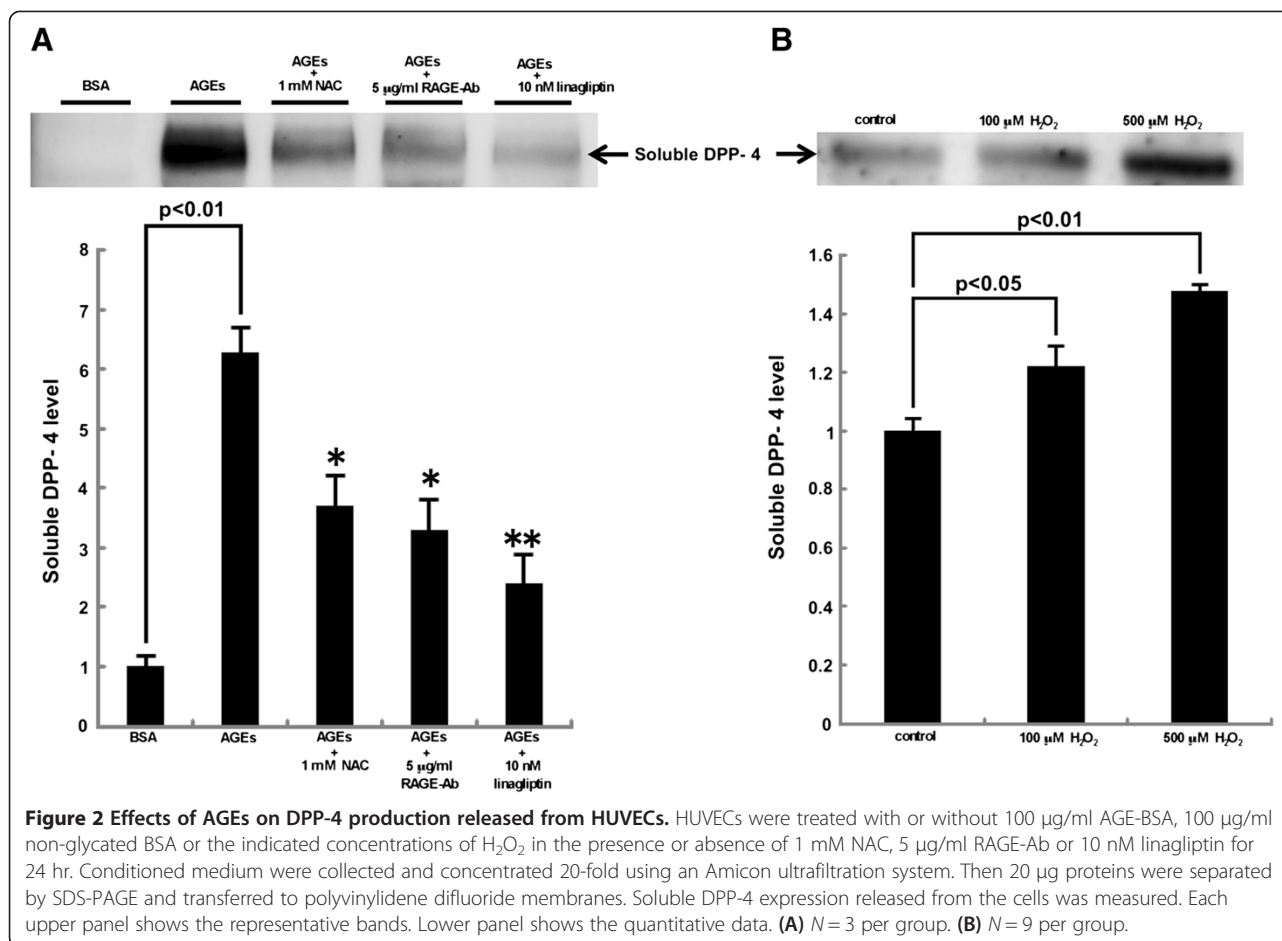 A
B
BSA
AGEs
AGEs
+
1 mM NAC
AGEs
+
5 µg/ml RAGE-Ab
AGEs
+
10 nM linagliptin
control
100 µM H₂O₂
500 µM H₂O₂
Soluble DPP- 4
p<0.01
Soluble DPP- 4 level
8
7
6
5
4
3
2
1
0
*
*
**
BSA
AGEs
AGEs
+
1 mM NAC
AGEs
+
5 µg/ml
RAGE-Ab
AGEs
+
10 nM
linagliptin
p<0.01
p<0.05
Soluble DPP- 4 level
1.6
1.4
1.2
1
0.8
0.6
0.4
0.2
0
control
100 µM H₂O₂
500 µM H₂O₂
Figure 2 Effects of AGEs on DPP-4 production released from HUVECs. HUVECs were treated with or without 100 µg/ml AGE-BSA, 100 µg/ml
non-glycated BSA or the indicated concentrations of H₂O₂ in the presence or absence of 1 mM NAC, 5 µg/ml RAGE-Ab or 10 nM linagliptin for
24 hr. Conditioned medium were collected and concentrated 20-fold using an Amicon ultrafiltration system. Then 20 µg proteins were separated
by SDS-PAGE and transferred to polyvinylidene difluoride membranes. Soluble DPP-4 expression released from the cells was measured. Each
upper panel shows the representative bands. Lower panel shows the quantitative data. (A) N = 3 per group. (B) N = 9 per group.